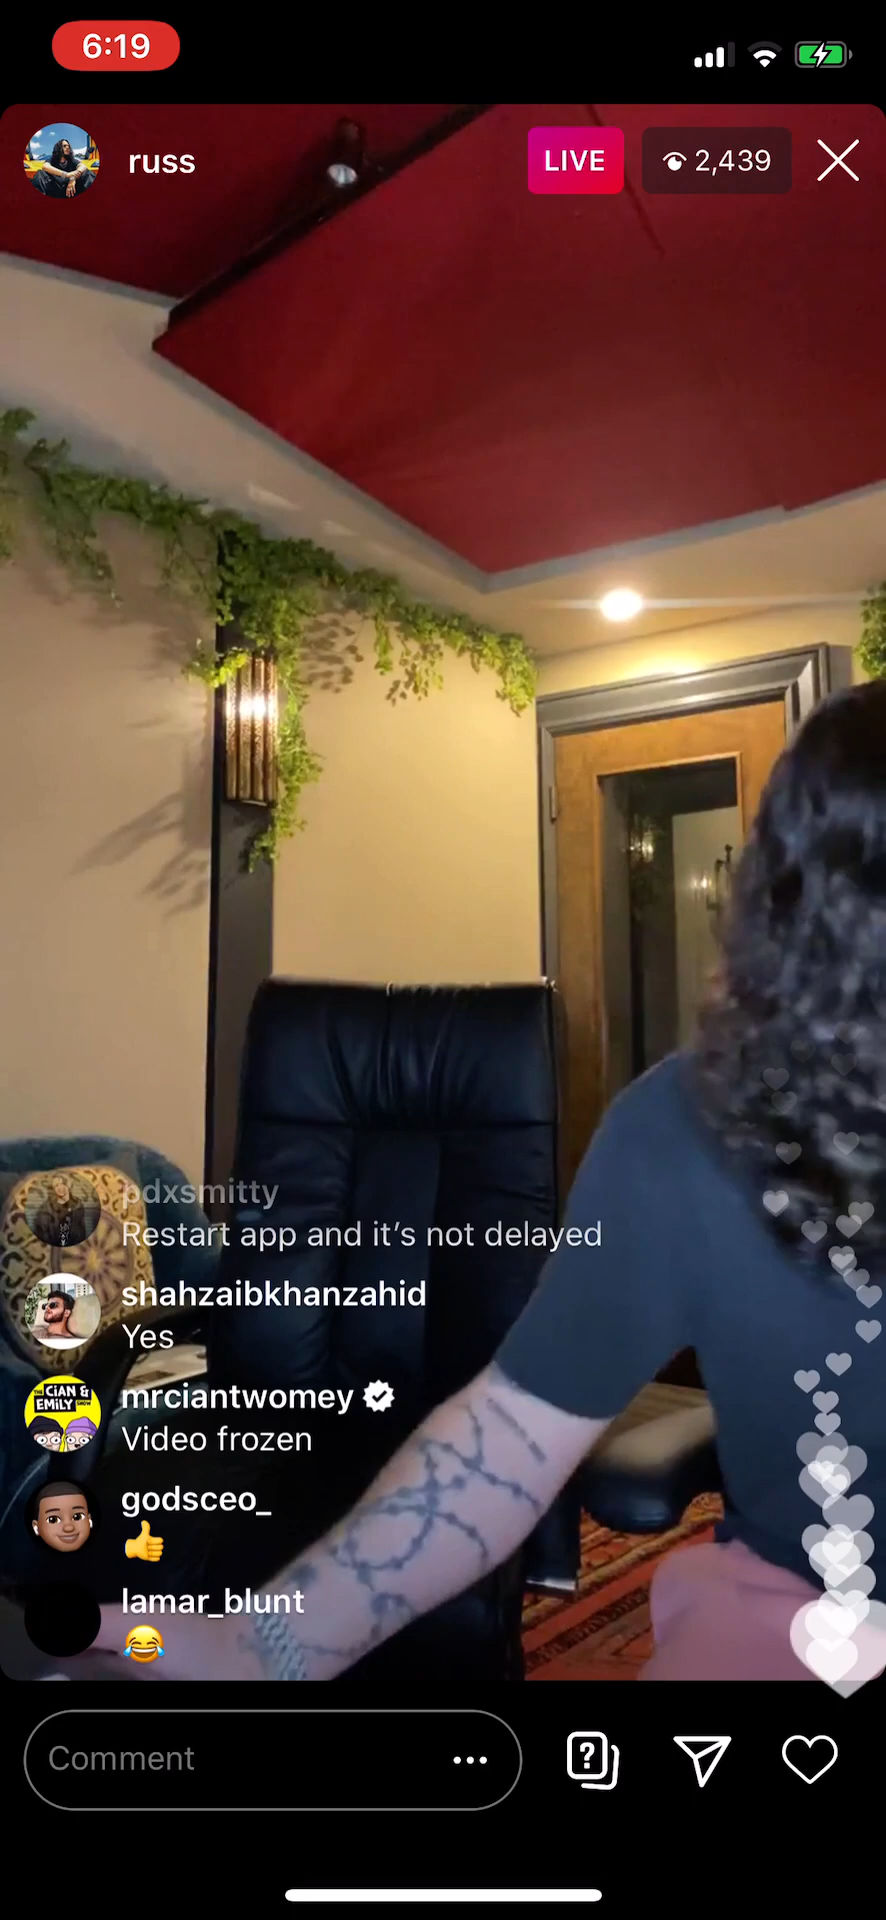 6:19
russ
LIVE
2,439
pdxsmitty
Restart app and it’s not delayed
shahzaibkhanzahid
Yes
CiAN &
EMiLY SHOW
mrciantwomey
Video frozen
godsceo_
👍
lamar_blunt
😂
Comment
?